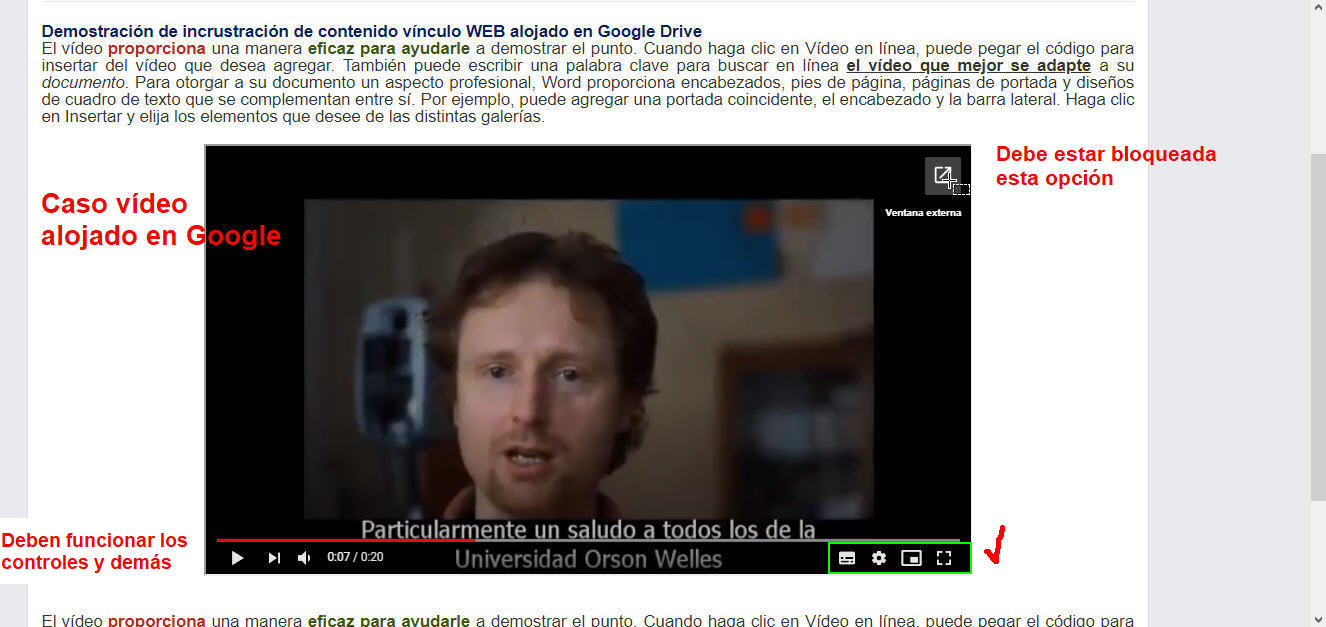 Demostración de incrustración de contenido vínculo WEB alojado en Google Drive
El vídeo proporciona una manera eficaz para ayudarle a demostrar el punto. Cuando haga clic en Vídeo en línea, puede pegar el código para
insertar del vídeo que desea agregar. También puede escribir una palabra clave para buscar en línea el vídeo que mejor se adapte a su
documento. Para otorgar a su documento un aspecto profesional, Word proporciona encabezados, pies de página, páginas de portada y diseños
de cuadro de texto que se complementan entre sí. Por ejemplo, puede agregar una portada coincidente, el encabezado y la barra lateral. Haga clic
en Insertar y elija los elementos que desee de las distintas galerías.
Debe estar bloqueada
esta opción
Caso vídeo
alojado en Google
Ventana externa
Particularmente un saludo a todos los de la
Universidad Orson Welles
Deben funcionar los
controles y demás
0:07 / 0:20
El vídeo proporciona una manera eficaz para ayudarle a demostrar el punto. Cuando haga clic en Vídeo en línea, puede pegar el código para